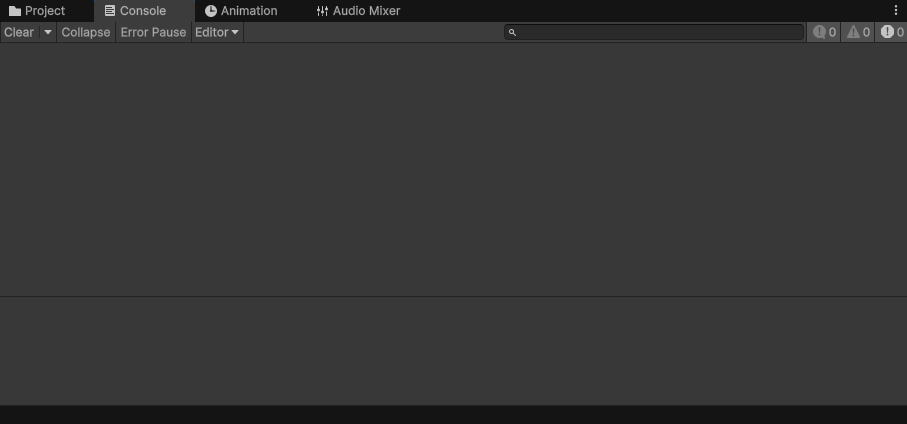 Project Console Animation Audio Mixer
Clear Collapse Error Pause Editor 0 0 0